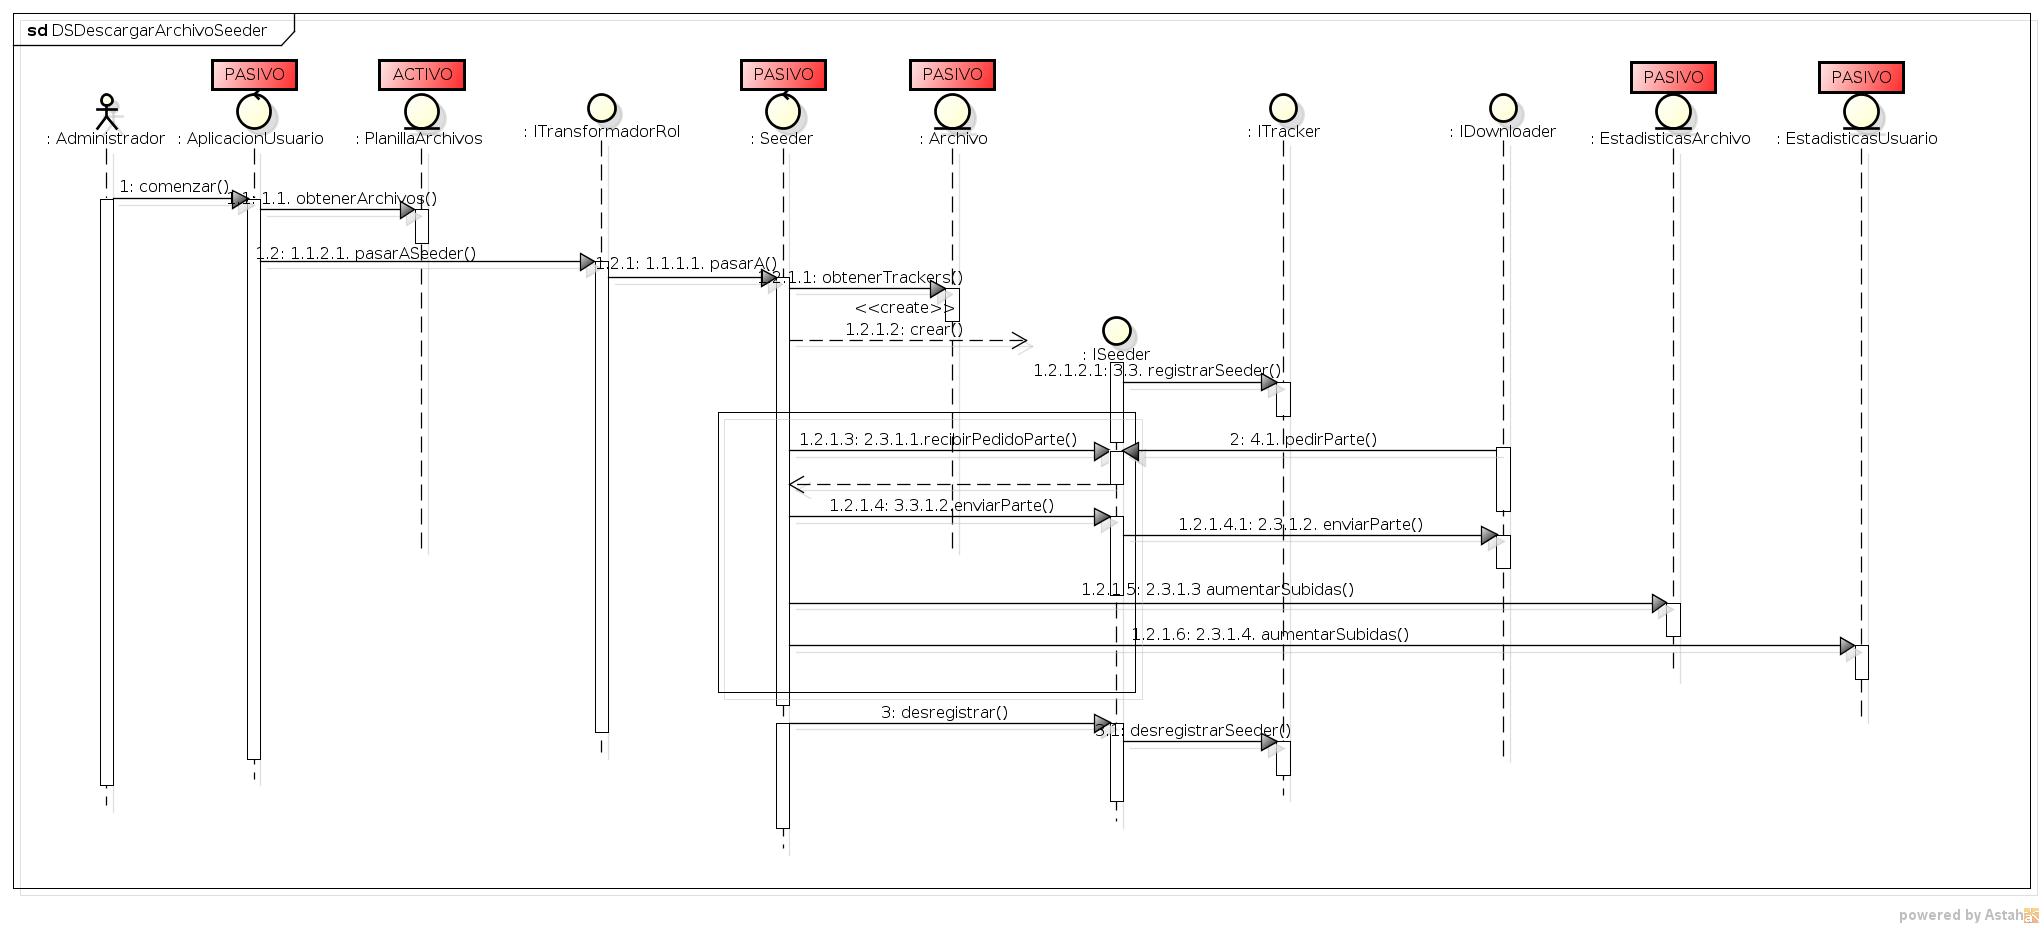 sd DSDescargarArchivoSeeder
PASIVO
ACTIVO
PASIVO
PASIVO
PASIVO
PASIVO
: Administrador
: AplicacionUsuario
: PlanillaArchivos
: ITransformadorRol
: Seeder
: Archivo
: ITracker
: IDownloader
: EstadisticasArchivo
: EstadisticasUsuario
1: comenzar()
1.1: 1.1. obtenerArchivos()
1.2: 1.1.2.1. pasarASeeder()
1.2.1: 1.1.1.1. pasarA()
1.2.1.1: obtenerTrackers()
<<create>>
1.2.1.2: crear()
: ISeeder
1.2.1.2.1: 3.3. registrarSeeder()
1.2.1.3: 2.3.1.1.recibirPedidoParte()
2: 4.1. pedirParte()
1.2.1.4: 3.3.1.2.enviarParte()
1.2.1.4.1: 2.3.1.2. enviarParte()
1.2.1.5: 2.3.1.3 aumentarSubidas()
1.2.1.6: 2.3.1.4. aumentarSubidas()
3: desregistrar()
3.1: desregistrarSeeder()
powered by Astah